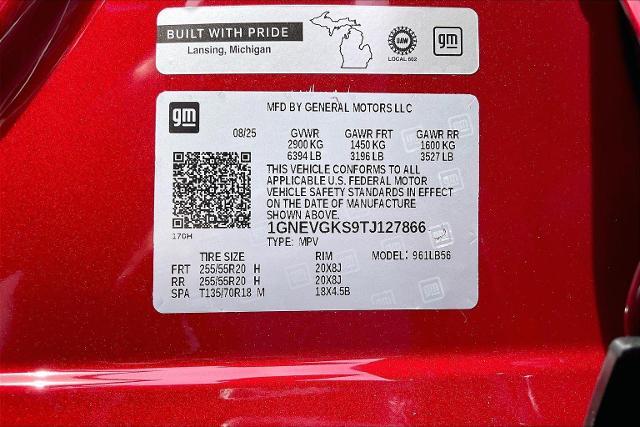 BUILT WITH PRIDE
Lansing, Michigan
UAW
LOCAL 602
gm
gm
MFD BY GENERAL MOTORS LLC
08/25 GVWR GAWR FRT GAWR RR
2900 KG 1450 KG 1600 KG
6394 LB 3196 LB 3527 LB
THIS VEHICLE CONFORMS TO ALL
APPLICABLE U.S. FEDERAL MOTOR
VEHICLE SAFETY STANDARDS IN EFFECT
ON THE DATE OF MANUFACTURE
SHOWN ABOVE.
1GNEVGKS9TJ127866
170H
TYPE: MPV
TIRE SIZE RIM MODEL: 961LB56
FRT 255/55R20 H 20X8J
RR 255/55R20 H 20X8J
SPA T135/70R18 M 18X4.5B